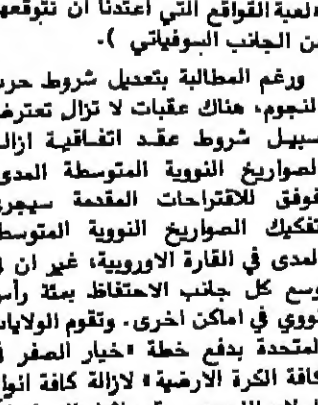 لعبة القواقع التي اعتدنا ان نتوقعها
من الجانب السوفياتي ).
ورغم المطالبة بتعديل شروط حرب
النجوم، هناك عقبات لا تزال تعترض
سبيل شروط عقد اتفاقية ازالة
الصواريخ النووية المتوسطة المدى
فوفق للاقتراحات المقدمة سيجري
تفكيك الصواريخ النووية المتوسطة
المدى في القارة الاوروبية، غير ان
وسع كل جانب الاحتفاظ بمئة رأس
نووي في اماكن اخرى. وتقوم الولايات
المتحدة بدفع خطة «خيار الصفر في
كافة الكرة الارضية» لازالة كافة انواع